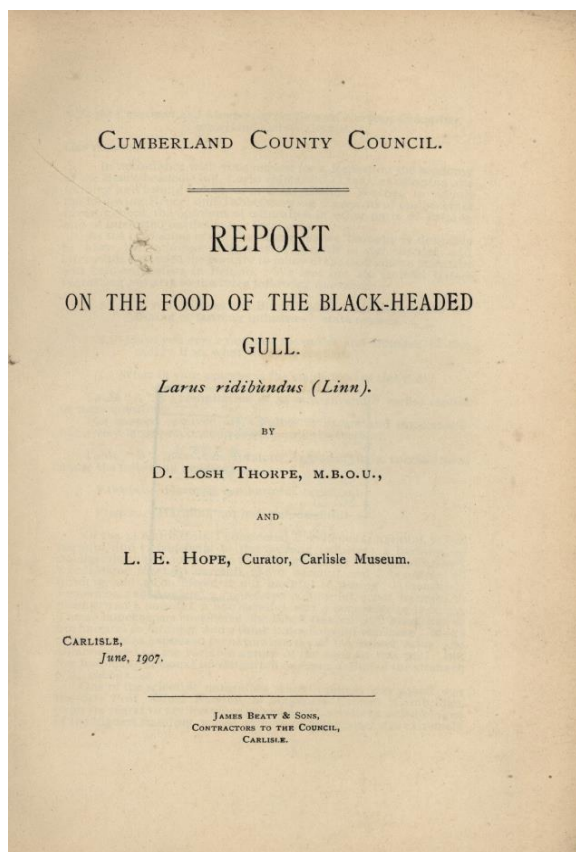 CUMBERLAND COUNTY COUNCIL.
REPORT
ON THE FOOD OF THE BLACK-HEADED
GULL.
Larus ridibùndus (Linn).
BY
D. LOSH THORPE, M.B.O.U.,
AND
L. E. HOPE, Curator, Carlisle Museum.
CARLISLE,
June, 1907.
JAMES BEATY & SONS,
CONTRACTORS TO THE COUNCIL,
CARLISLE.